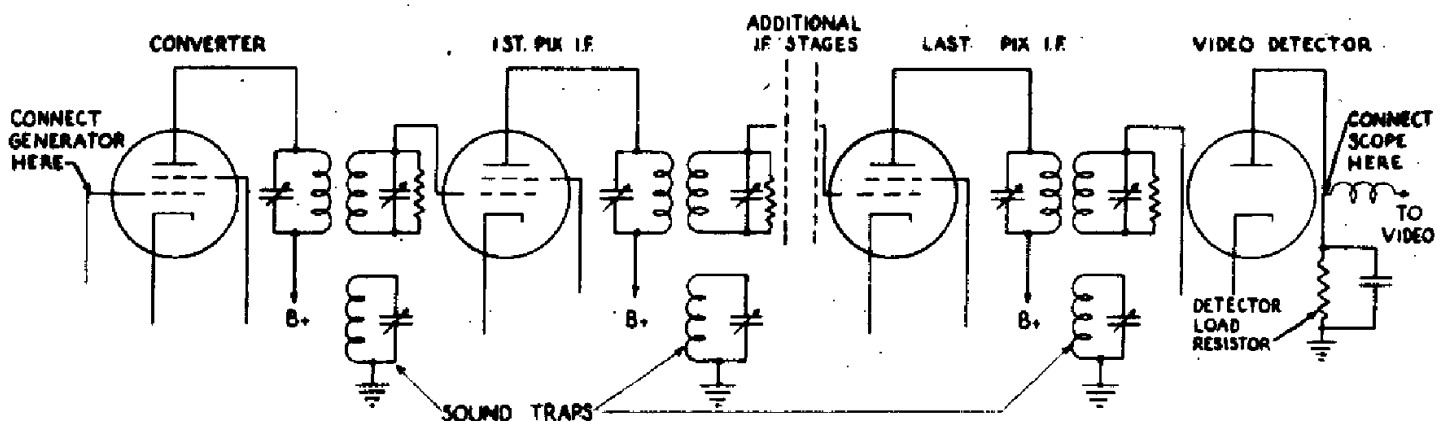 CONVERTER
1ST. PIX I.F.
ADDITIONAL
I.F. STAGES
LAST PIX I.F.
VIDEO DETECTOR
CONNECT
GENERATOR
HERE
CONNECT
SCOPE
HERE
TO
VIDEO
B+
B+
B+
DETECTOR
LOAD
RESISTOR
SOUND TRAPS